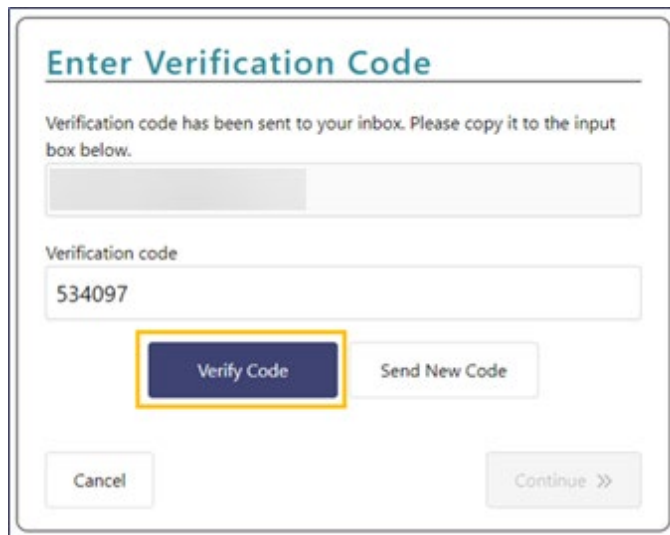 Enter Verification Code
Verification code has been sent to your inbox. Please copy it to the input
box below.
Verification code
534097
Verify Code
Send New Code
Cancel
Continue »